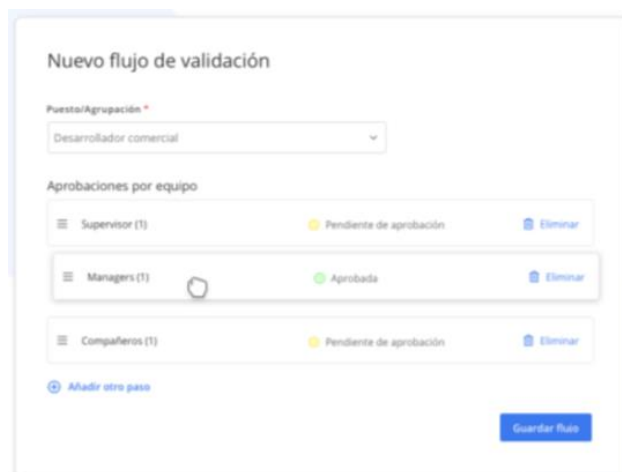 Nuevo flujo de validación
Puesto/Agrupación *
Desarrollador comercial
Aprobaciones por equipo
Supervisor (1) Pendiente de aprobación Eliminar
Managers (1) Aprobada Eliminar
Compañeros (1) Pendiente de aprobación Eliminar
Añadir otro paso
Guardar flujo